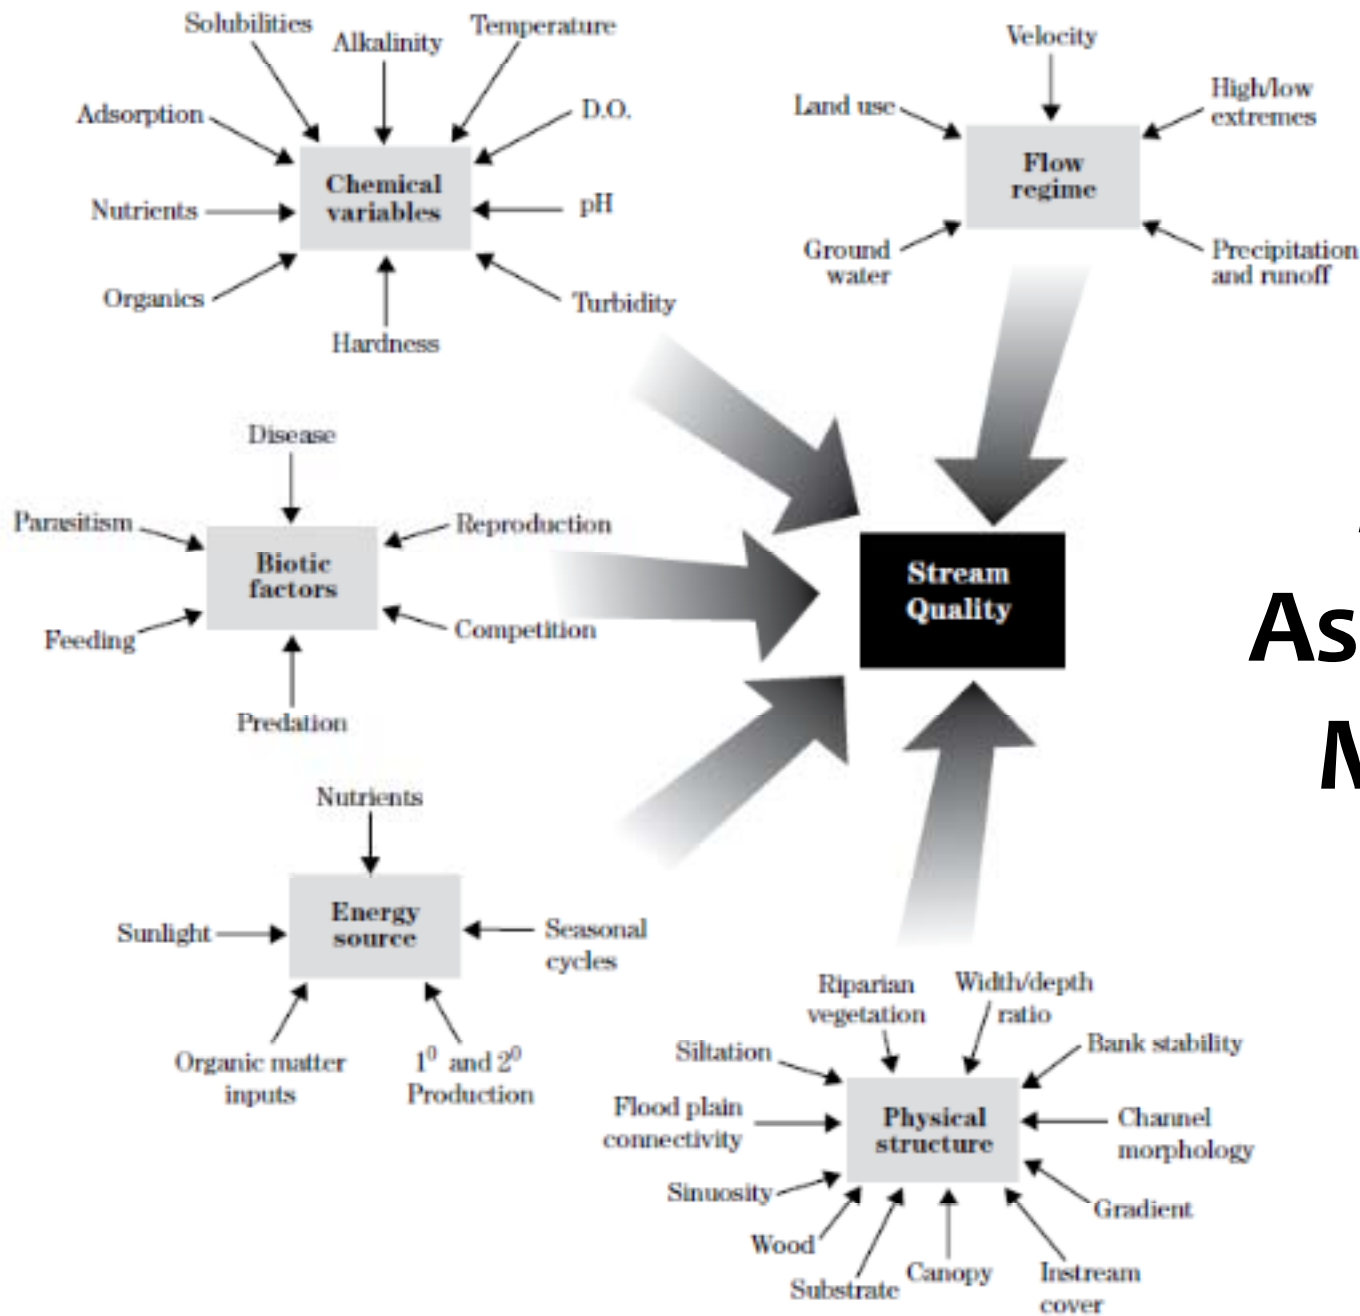 Solubilities
Alkalinity
Temperature
Adsorption
D.O.
Chemical
variables
Nutrients
pH
Organics
Turbidity
Hardness
Velocity
Land use
High/low
extremes
Flow
regime
Ground
water
Precipitation
and runoff
Disease
Parasitism
Reproduction
Biotic
factors
Feeding
Competition
Predation
Stream
Quality
As
M
Nutrients
Sunlight
Energy
source
Seasonal
cycles
Organic matter
inputs
1⁰ and 2⁰
Production
Riparian
vegetation
Width/depth
ratio
Siltation
Bank stability
Flood plain
connectivity
Physical
structure
Channel
morphology
Sinuosity
Gradient
Wood
Substrate
Canopy
Instream
cover